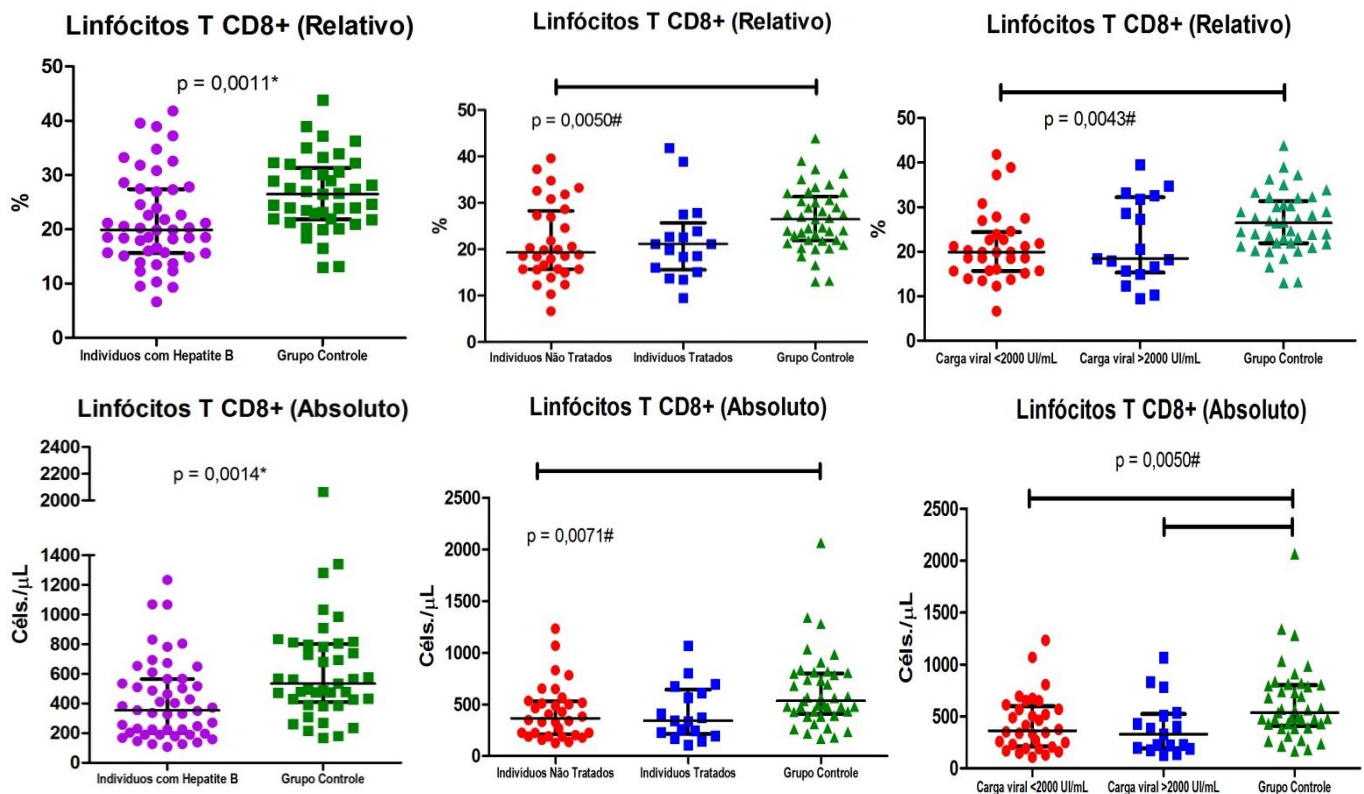 Linfócitos T CD8+ (Relativo)
p = 0,0011*
50
40
30
20
10
0
%
Individuos com Hepatite B
Grupo Controle
Linfócitos T CD8+ (Relativo)
p = 0,0050#
50
40
30
20
10
0
%
Individuos Não Tratados
Individuos Tratados
Grupo Controle
Linfócitos T CD8+ (Relativo)
p = 0,0043#
50
40
30
20
10
0
%
Carga viral <2000 UI/mL
Carga viral >2000 UI/mL
Grupo Controle
Linfócitos T CD8+ (Absoluto)
p = 0,0014*
2400
2200
2000
1400
1200
1000
800
600
400
200
0
Céls./μL
Individuos com Hepatite B
Grupo Controle
Linfócitos T CD8+ (Absoluto)
p = 0,0071#
2500
2000
1500
1000
500
0
Céls./μL
Individuos Não Tratados
Individuos Tratados
Grupo Controle
Linfócitos T CD8+ (Absoluto)
p = 0,0050#
2500
2000
1500
1000
500
0
Céls./μL
Carga viral <2000 UI/mL
Carga viral >2000 UI/mL
Grupo Controle